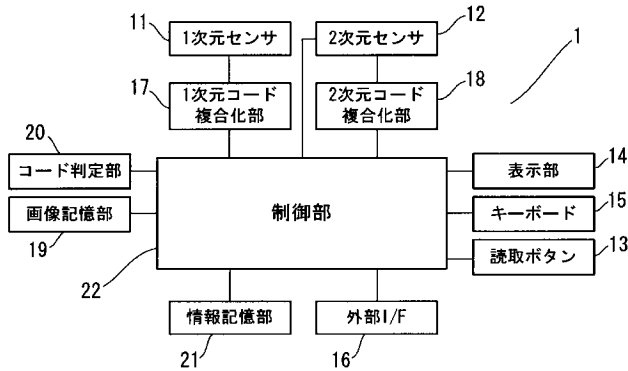 11
1次元センサ
2次元センサ
12
1
17
1次元コード
複合化部
2次元コード
複合化部
18
20
コード判定部
画像記憶部
19
22
制御部
表示部
14
キーボード
15
読取ボタン
13
情報記憶部
21
外部I/F
16